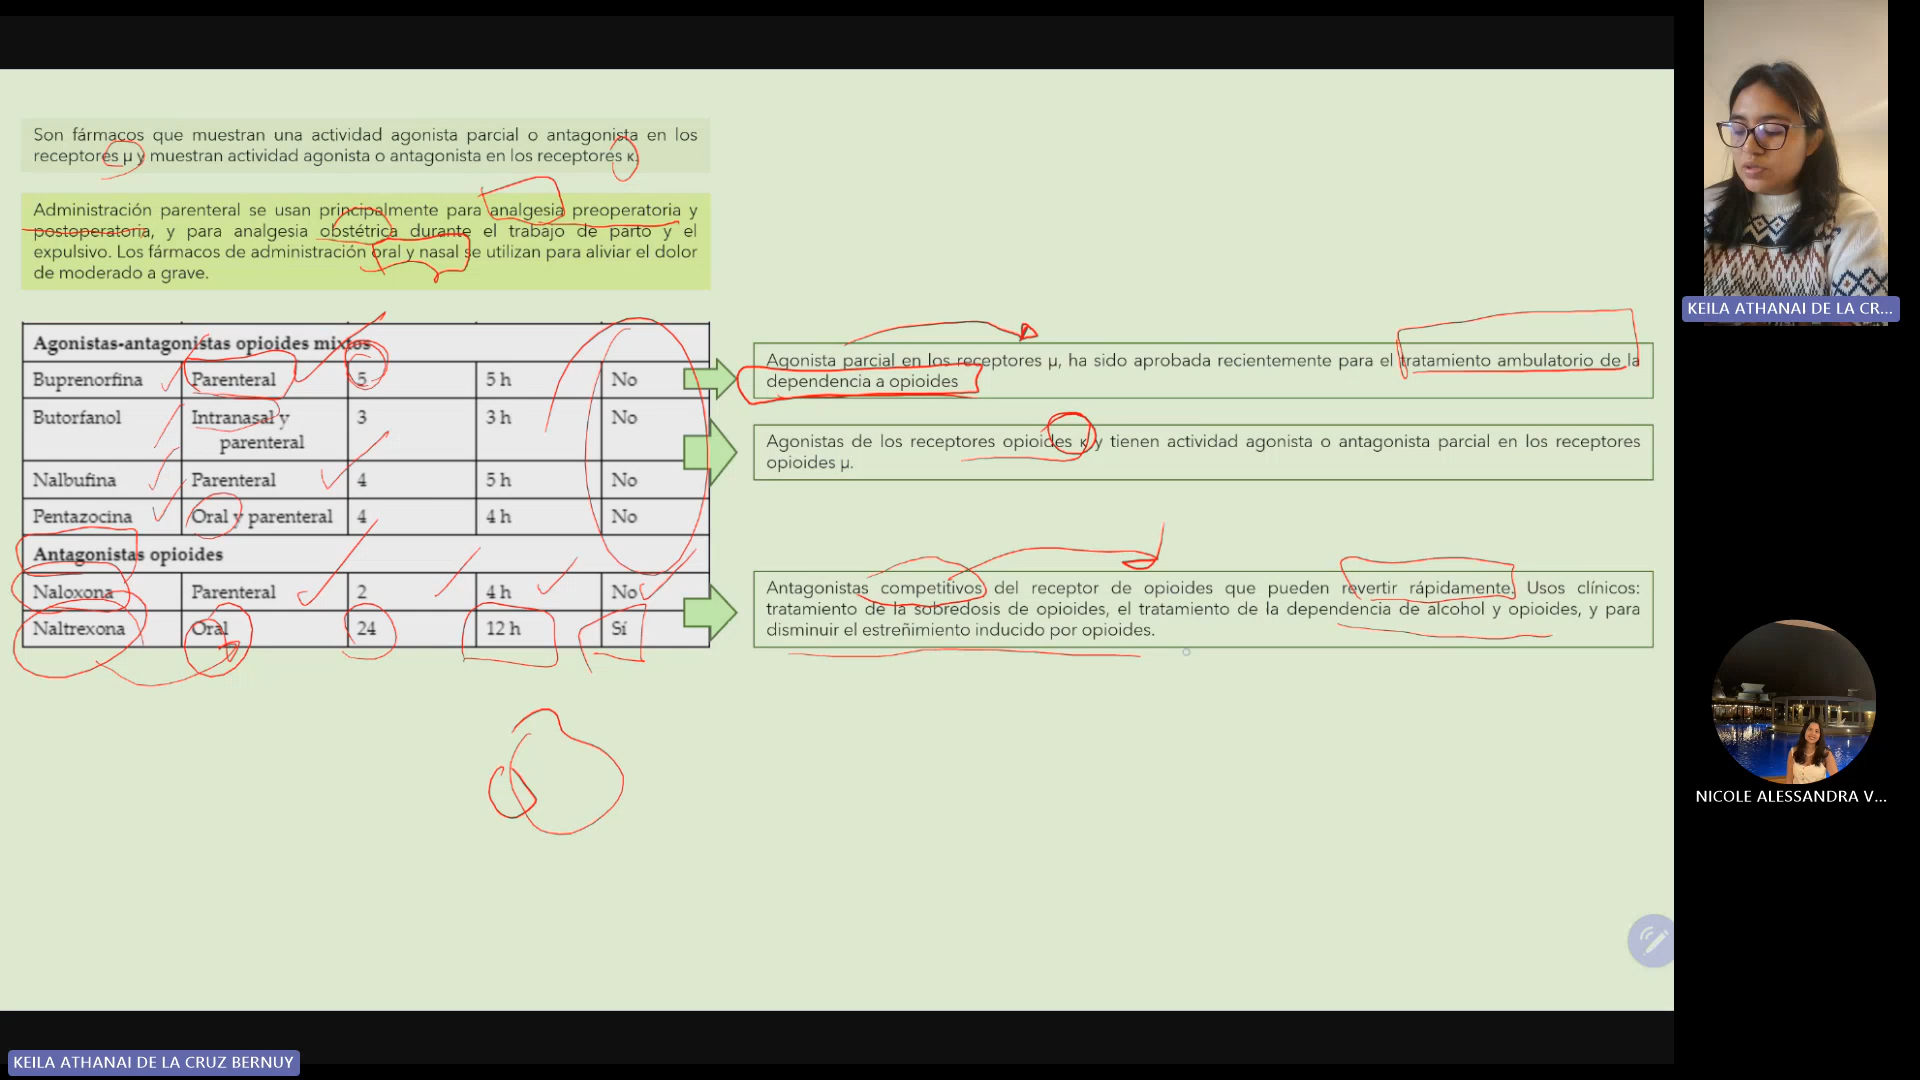 Son fármacos que muestran una actividad agonista parcial o antagonista en los
receptores μ y muestran actividad agonista o antagonista en los receptores κ.
Administración parenteral se usan principalmente para analgesia preoperatoria y
postoperatoria, y para analgesia obstétrica durante el trabajo de parto y el
expulsivo. Los fármacos de administración oral y nasal se utilizan para aliviar el dolor
de moderado a grave.
Agonistas-antagonistas opioides mixtos
Buprenorfina Parenteral 5 5 h No
Butorfanol Intranasal y 3 3 h No
parenteral
Nalbufina Parenteral 4 5 h No
Pentazocina Oral y parenteral 4 4 h No
Antagonistas opioides
Naloxona Parenteral 2 4 h No
Naltrexona Oral 24 12 h Sí
Agonista parcial en los receptores μ, ha sido aprobada recientemente para el tratamiento ambulatorio de la
dependencia a opioides
Agonistas de los receptores opioides κ y tienen actividad agonista o antagonista parcial en los receptores
opioides μ.
Antagonistas competitivos del receptor de opioides que pueden revertir rápidamente. Usos clínicos:
tratamiento de la sobredosis de opioides, el tratamiento de la dependencia de alcohol y opioides, y para
disminuir el estreñimiento inducido por opioides.
KEILA ATHANAI DE LA CR...
NICOLE ALESSANDRA V...
KEILA ATHANAI DE LA CRUZ BERNUY